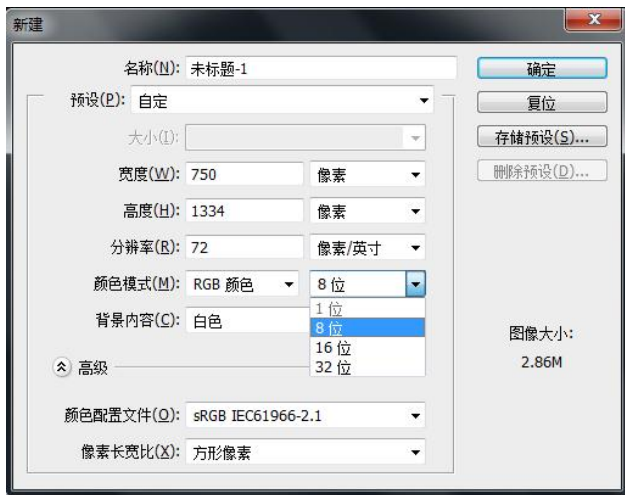 新建
名称(N): 未标题-1
确定
预设(P): 自定
复位
大小(I):
存储预设(S)...
宽度(W): 750 像素
删除预设(D)...
高度(H): 1334 像素
分辨率(R): 72 像素/英寸
颜色模式(M): RGB 颜色 8 位
1 位
背景内容(C): 白色
8 位
16 位
32 位
图像大小:
2.86M
高级
颜色配置文件(O): sRGB IEC61966-2.1
像素长宽比(X): 方形像素